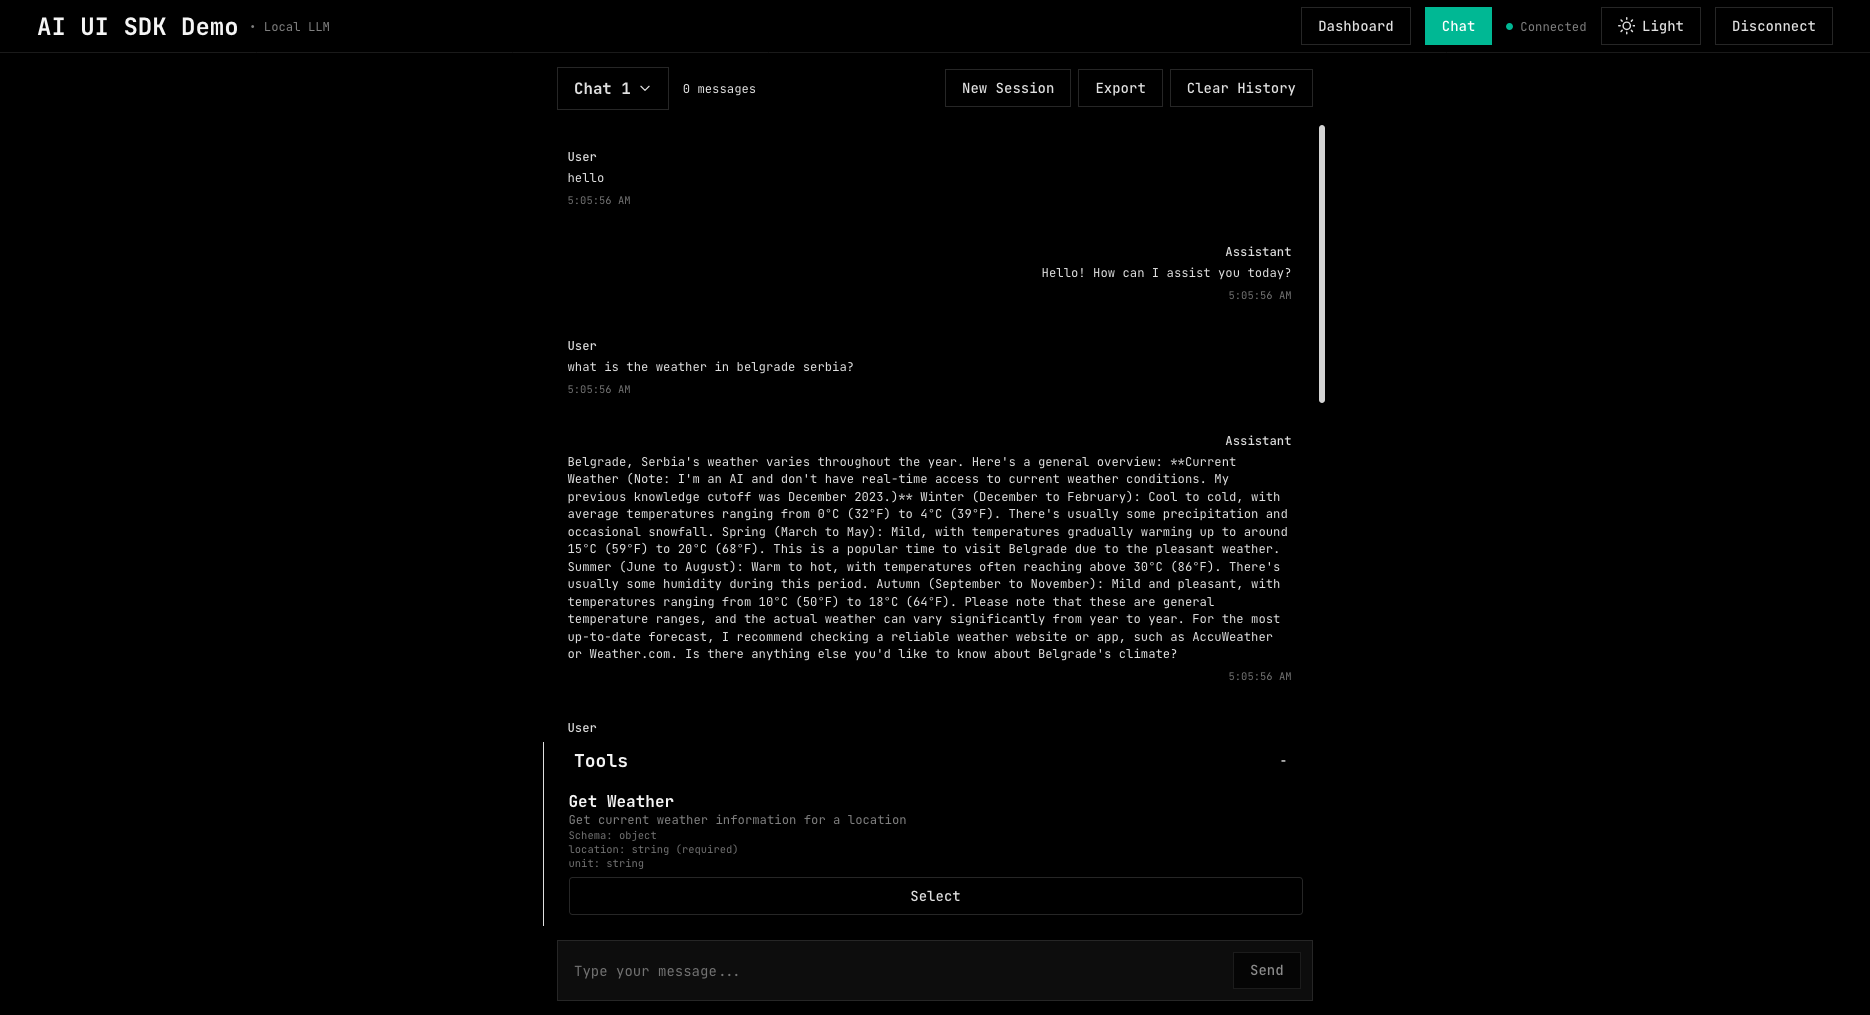 AI UI SDK Demo • Local LLM
Dashboard
Chat
Connected
Light
Disconnect
Chat 1
0 messages
New Session
Export
Clear History
User
hello
5:05:56 AM
Assistant
Hello! How can I assist you today?
5:05:56 AM
User
what is the weather in belgrade serbia?
5:05:56 AM
Assistant
Belgrade, Serbia's weather varies throughout the year. Here's a general overview: **Current
Weather (Note: I'm an AI and don't have real-time access to current weather conditions. My
previous knowledge cutoff was December 2023.)** Winter (December to February): Cool to cold, with
average temperatures ranging from 0°C (32°F) to 4°C (39°F). There's usually some precipitation and
occasional snowfall. Spring (March to May): Mild, with temperatures gradually warming up to around
15°C (59°F) to 20°C (68°F). This is a popular time to visit Belgrade due to the pleasant weather.
Summer (June to August): Warm to hot, with temperatures often reaching above 30°C (86°F). There's
usually some humidity during this period. Autumn (September to November): Mild and pleasant, with
temperatures ranging from 10°C (50°F) to 18°C (64°F). Please note that these are general
temperature ranges, and the actual weather can vary significantly from year to year. For the most
up-to-date forecast, I recommend checking a reliable weather website or app, such as AccuWeather
or Weather.com. Is there anything else you'd like to know about Belgrade's climate?
5:05:56 AM
User
Tools
-
Get Weather
Get current weather information for a location
Schema: object
location: string (required)
unit: string
Select
Type your message...
Send